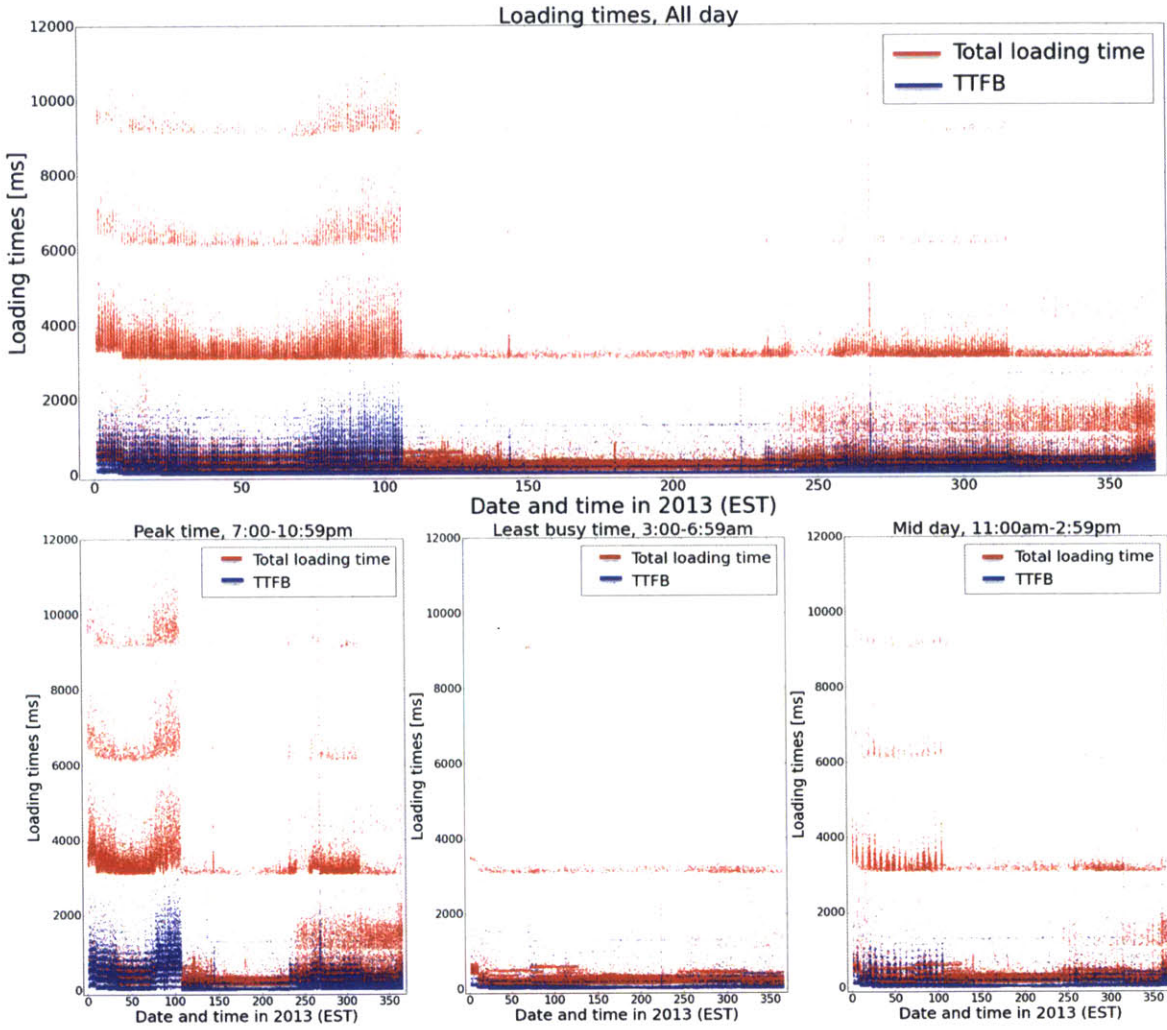 Loading times, All day
12000
10000
8000
6000
4000
2000
0
Loading times [ms]
Total loading time
TTFB
0 50 100 150 200 250 300 350
Date and time in 2013 (EST)
Peak time, 7:00-10:59pm
12000
10000
8000
6000
4000
2000
0
Loading times [ms]
Total loading time
TTFB
0 50 100 150 200 250 300 350
Date and time in 2013 (EST)
Least busy time, 3:00-6:59am
12000
10000
8000
6000
4000
2000
0
Loading times [ms]
Total loading time
TTFB
0 50 100 150 200 250 300 350
Date and time in 2013 (EST)
Mid day, 11:00am-2:59pm
12000
10000
8000
6000
4000
2000
0
Loading times [ms]
Total loading time
TTFB
0 50 100 150 200 250 300 350
Date and time in 2013 (EST)